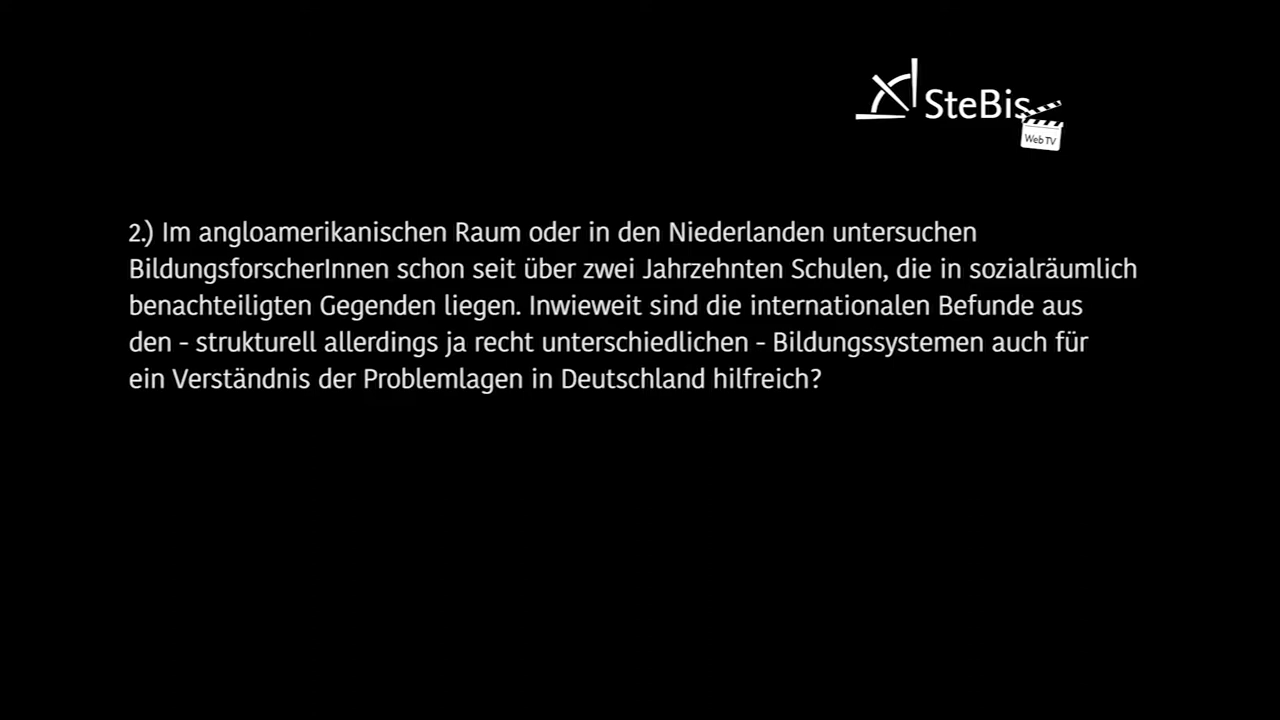 SteBis
Web TV
2.) Im angloamerikanischen Raum oder in den Niederlanden untersuchen
BildungsforscherInnen schon seit über zwei Jahrzehnten Schulen, die in sozialräumlich
benachteiligten Gegenden liegen. Inwieweit sind die internationalen Befunde aus
den - strukturell allerdings ja recht unterschiedlichen - Bildungssystemen auch für
ein Verständnis der Problemlagen in Deutschland hilfreich?